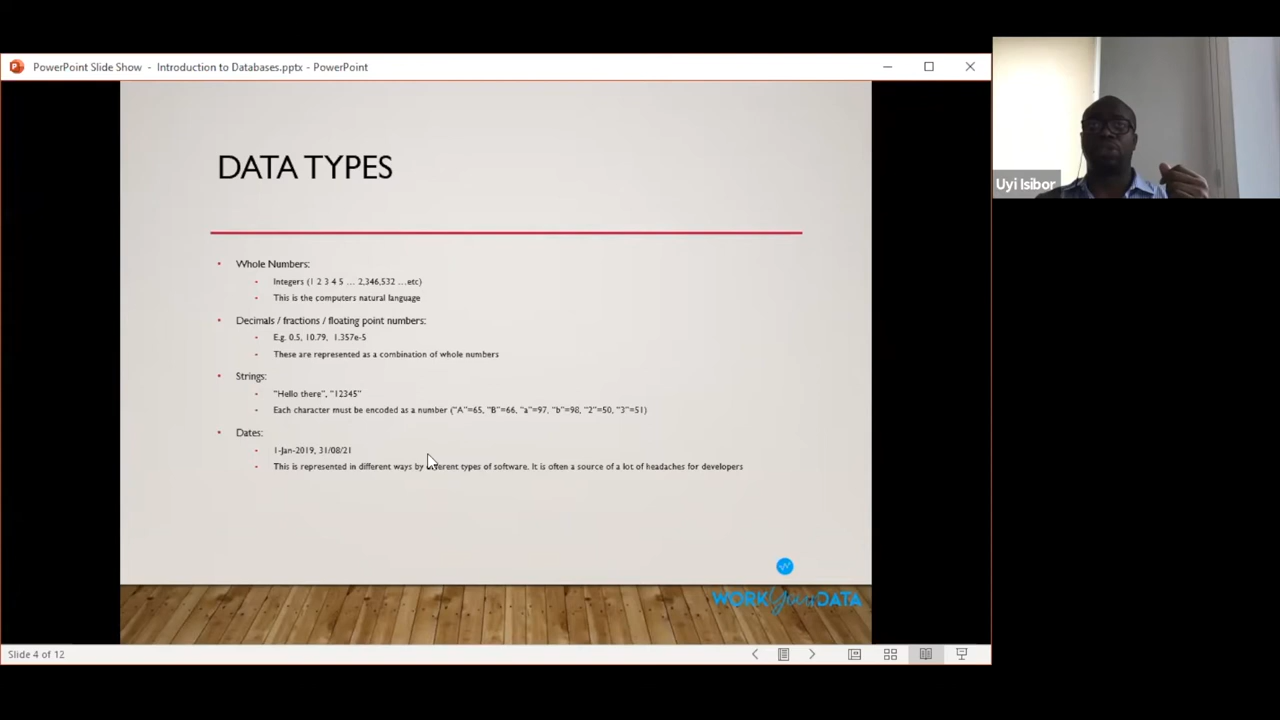 PowerPoint Slide Show - Introduction to Databases.pptx - PowerPoint
Uyi Isibor
DATA TYPES
Whole Numbers:
Integers (1 2 3 4 5 … 2,346,532 …etc)
This is the computers natural language
Decimals / fractions / floating point numbers:
E.g. 0.5, 10.79, 1.357e-5
These are represented as a combination of whole numbers
Strings:
"Hello there", "12345"
Each character must be encoded as a number ("A"=65, "B"=66, "a"=97, "b"=98, "2"=50, "3"=51)
Dates:
1-Jan-2019, 31/08/21
This is represented in different ways by different types of software. It is often a source of a lot of headaches for developers
WORK Your DATA
Slide 4 of 12